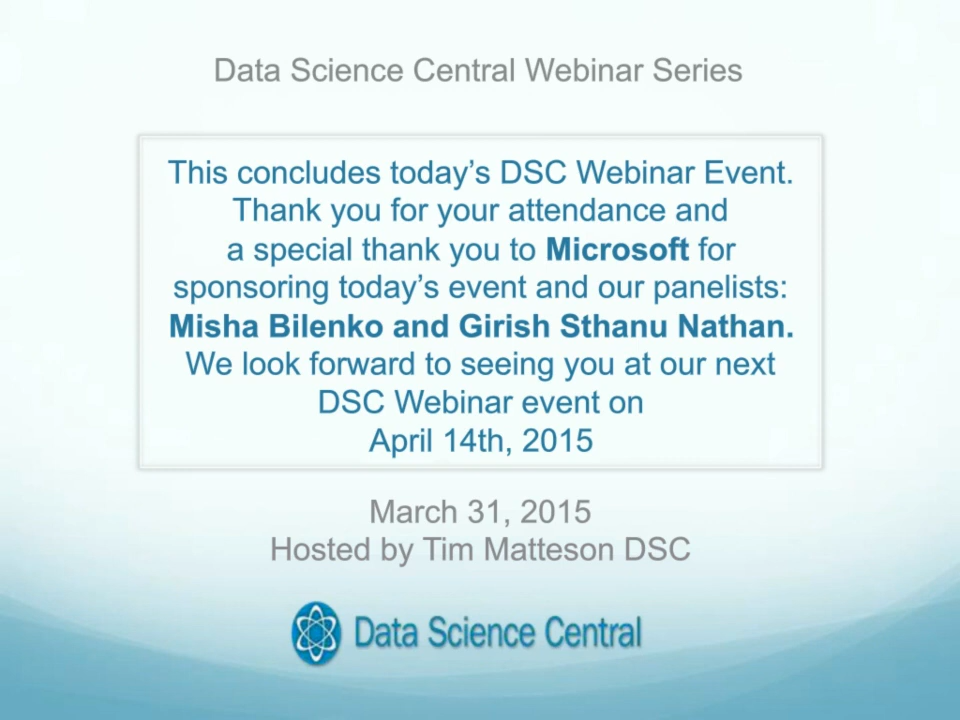 Data Science Central Webinar Series
This concludes today’s DSC Webinar Event.
Thank you for your attendance and
a special thank you to Microsoft for
sponsoring today’s event and our panelists:
Misha Bilenko and Girish Sthanu Nathan.
We look forward to seeing you at our next
DSC Webinar event on
April 14th, 2015
March 31, 2015
Hosted by Tim Matteson DSC
Data Science Central